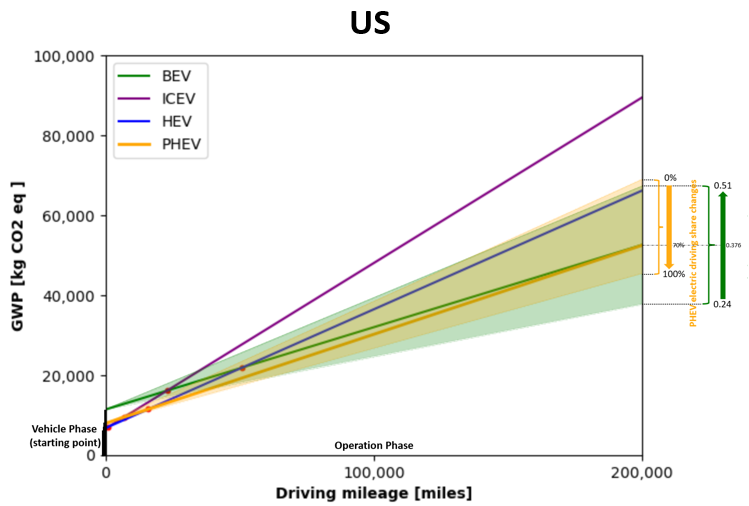 US
100,000
80,000
60,000
40,000
20,000
0
GWP [kg CO2 eq ]
BEV
ICEV
HEV
PHEV
Vehicle Phase
(starting point)
Operation Phase
0
100,000
200,000
Driving mileage [miles]
0%
70%
100%
PHEV electric driving share changes
0.51
0.376
0.24